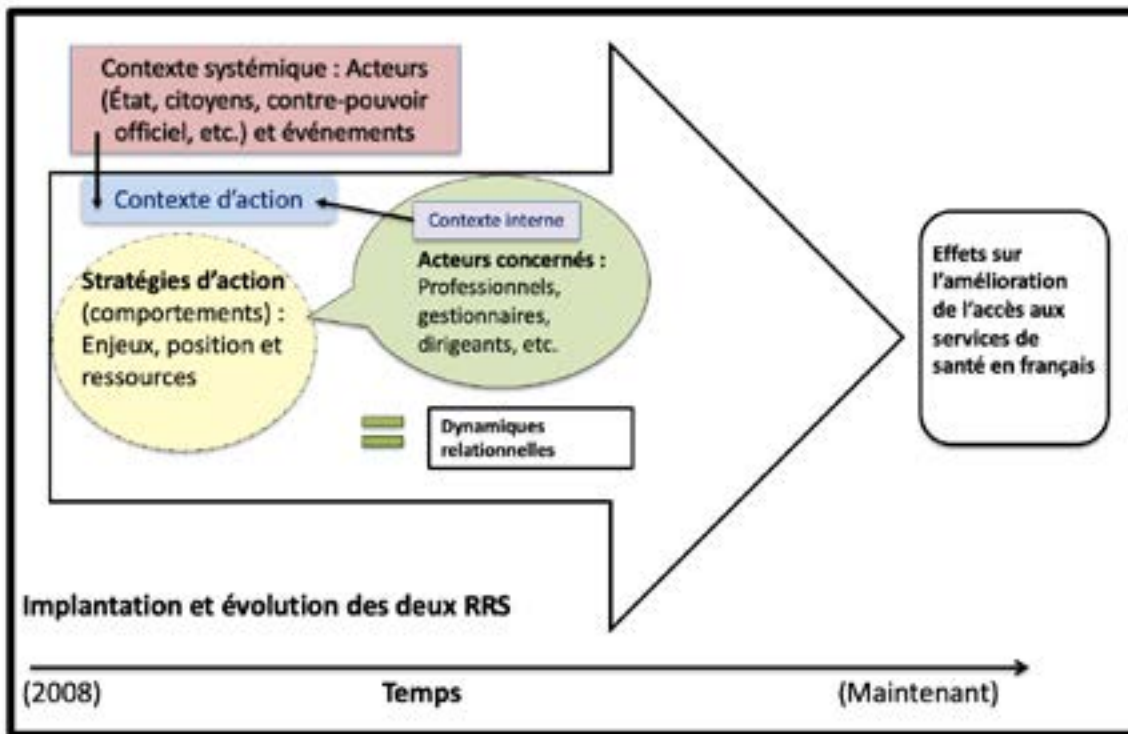 Contexte systémique : Acteurs
(État, citoyens, contre-pouvoir
officiel, etc.) et événements
Contexte d'action
Contexte interne
Acteurs concernés :
Professionnels,
gestionnaires,
dirigeants, etc.
Stratégies d'action
(comportements) :
Enjeux, position et
ressources
Dynamiques
relationnelles
Effets sur
l'amélioration
de l'accès aux
services de
santé en français
Implantation et évolution des deux RRS
(2008)
Temps
(Maintenant)